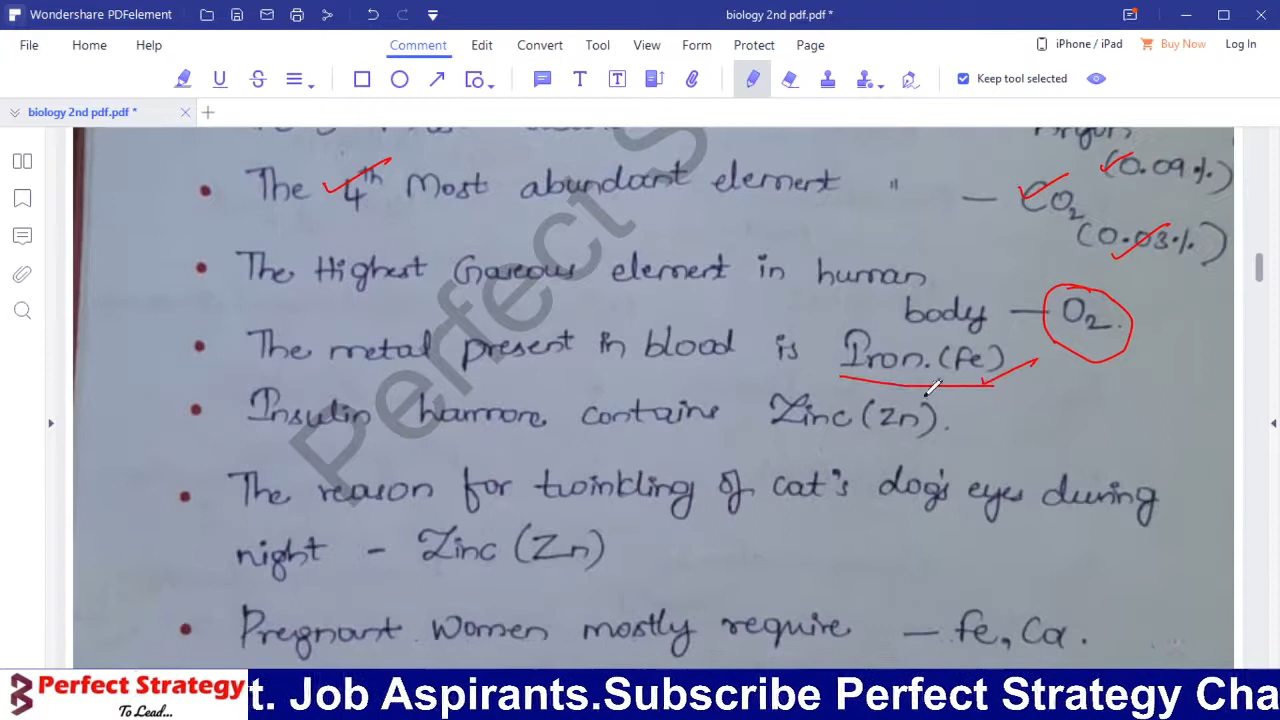 Wondershare PDFelement
biology 2nd pdf.pdf *
File Home Help Comment Edit Convert Tool View Form Protect Page iPhone / iPad Buy Now Log In
Keep tool selected
biology 2nd pdf.pdf *
(0.09%)
The 4th Most abundant element " - CO2
(0.03%)
The Highest Gaseous element in human
body - O2.
The metal present in blood is Iron.(Fe)
Insulin harmone contains Zinc(Zn).
The reason for twinkling of cat's dog's eyes during
night - Zinc (Zn)
Pregnant women mostly require - Fe, Ca.
Perfect S
Perfect Strategy
To Lead...
t. Job Aspirants.Subscribe Perfect Strategy Cha